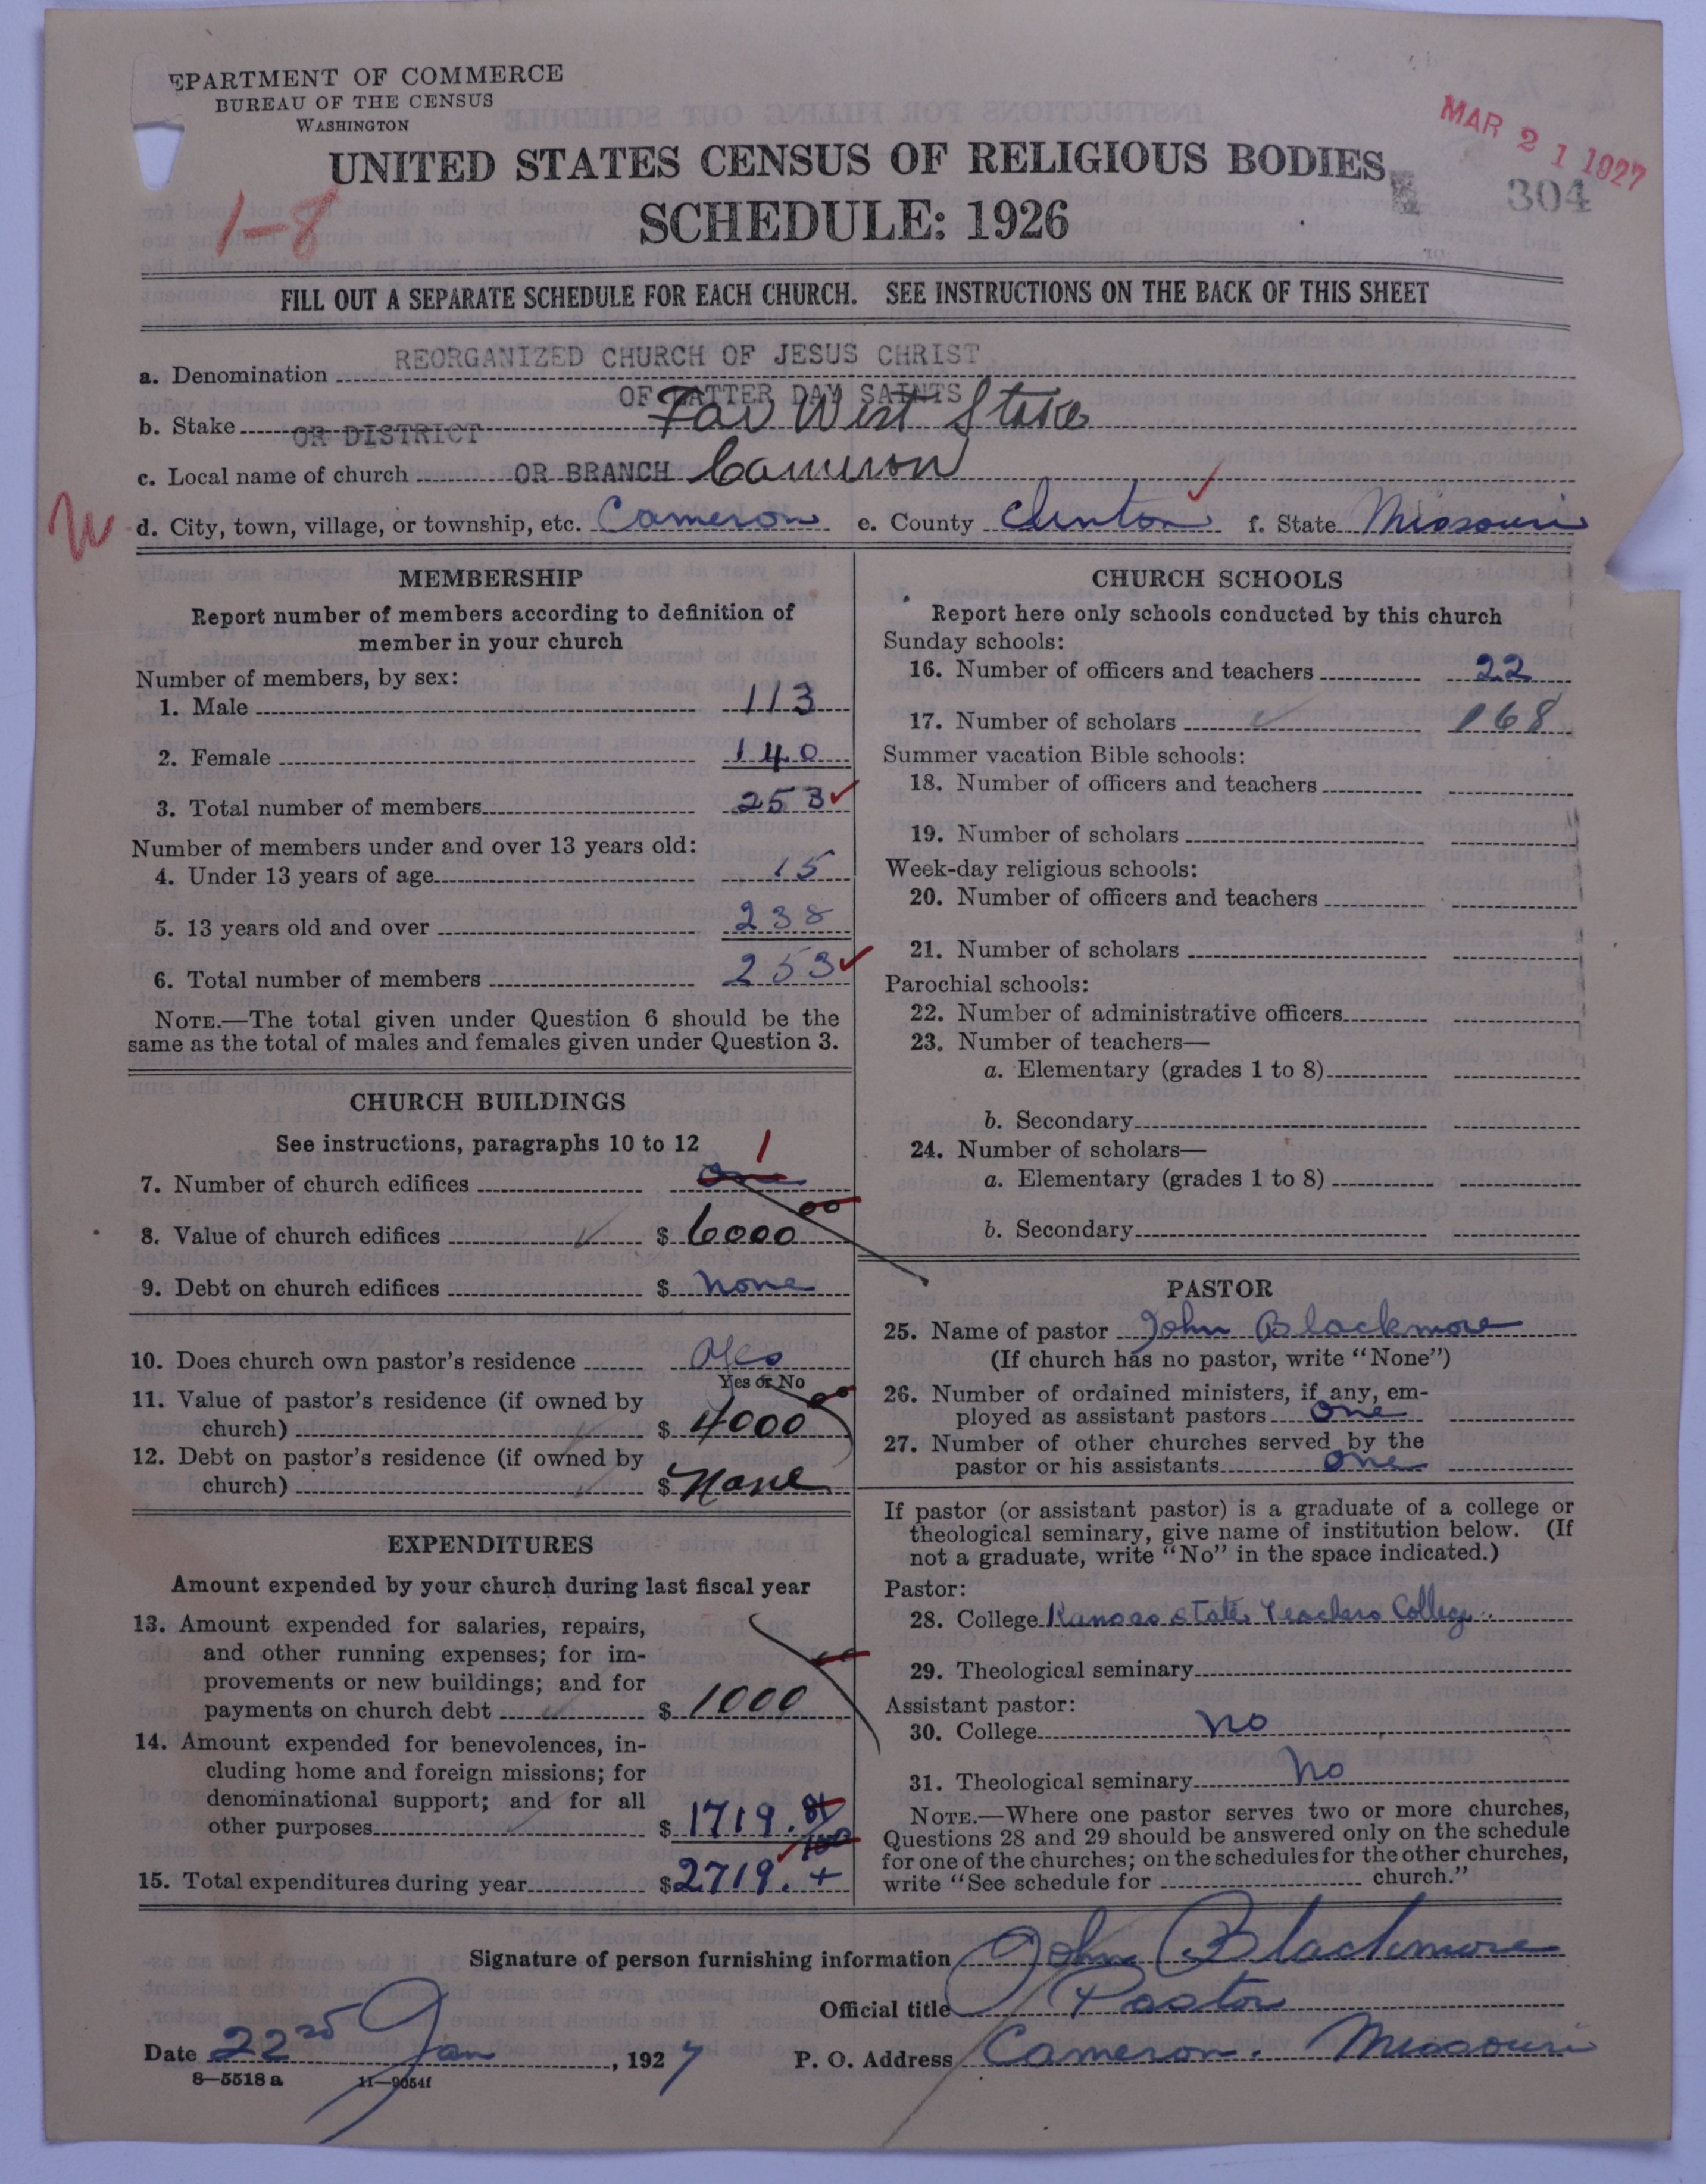 EPARTMENT OF COMMERCE
BUREAU OF THE CENSUS
WASHINGTON
MAR 21 1927
304
UNITED STATES CENSUS OF RELIGIOUS BODIES
1-8
SCHEDULE: 1926
FILL OUT A SEPARATE SCHEDULE FOR EACH CHURCH. SEE INSTRUCTIONS ON THE BACK OF THIS SHEET
a. Denomination REORGANIZED CHURCH OF JESUS CHRIST
OF LATTER DAY SAINTS
b. Stake OR DISTRICT Far West Stake
c. Local name of church OR BRANCH Cameron
d. City, town, village, or township, etc. Cameron e. County Clinton f. State Missouri
MEMBERSHIP
Report number of members according to definition of
member in your church
Number of members, by sex:
1. Male 113
2. Female 140
3. Total number of members 253
Number of members under and over 13 years old:
4. Under 13 years of age 15
5. 13 years old and over 238
6. Total number of members 253
NOTE.—The total given under Question 6 should be the
same as the total of males and females given under Question 3.
CHURCH BUILDINGS
See instructions, paragraphs 10 to 12
1
7. Number of church edifices one
8. Value of church edifices $ 6000 00
9. Debt on church edifices $ none
10. Does church own pastor's residence Yes
Yes or No
11. Value of pastor's residence (if owned by
church) $ 4000 00
12. Debt on pastor's residence (if owned by
church) $ None
EXPENDITURES
Amount expended by your church during last fiscal year
13. Amount expended for salaries, repairs,
and other running expenses; for im-
provements or new buildings; and for
payments on church debt $ 1000
14. Amount expended for benevolences, in-
cluding home and foreign missions; for
denominational support; and for all
other purposes $ 1719.
15. Total expenditures during year $ 2719. +
CHURCH SCHOOLS
Report here only schools conducted by this church
Sunday schools:
16. Number of officers and teachers 22
17. Number of scholars 168
Summer vacation Bible schools:
18. Number of officers and teachers
19. Number of scholars
Week-day religious schools:
20. Number of officers and teachers
21. Number of scholars
Parochial schools:
22. Number of administrative officers
23. Number of teachers—
a. Elementary (grades 1 to 8)
b. Secondary
24. Number of scholars—
a. Elementary (grades 1 to 8)
b. Secondary
PASTOR
25. Name of pastor John Blackmore
(If church has no pastor, write "None")
26. Number of ordained ministers, if any, em-
ployed as assistant pastors one
27. Number of other churches served by the
pastor or his assistants one
If pastor (or assistant pastor) is a graduate of a college or
theological seminary, give name of institution below. (If
not a graduate, write "No" in the space indicated.)
Pastor:
28. College Kansas State Teachers College
29. Theological seminary
Assistant pastor:
30. College no
31. Theological seminary no
NOTE.—Where one pastor serves two or more churches,
Questions 28 and 29 should be answered only on the schedule
for one of the churches; on the schedules for the other churches,
write "See schedule for church."
Signature of person furnishing information John Blackmore
Official title Pastor
Date 22nd Jan, 1927 P. O. Address Cameron. Missouri
8—5518 a 11—9054f